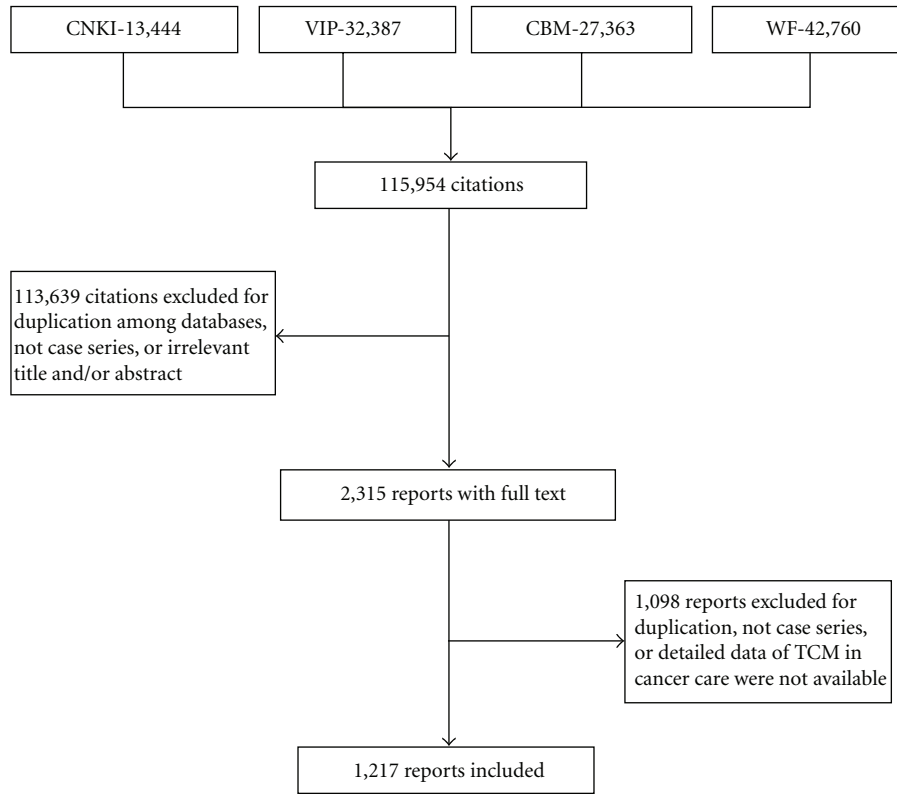 CNKI-13,444
VIP-32,387
CBM-27,363
WF-42,760
115,954 citations
113,639 citations excluded for
duplication among databases,
not case series, or irrelevant
title and/or abstract
2,315 reports with full text
1,098 reports excluded for
duplication, not case series,
or detailed data of TCM in
cancer care were not available
1,217 reports included